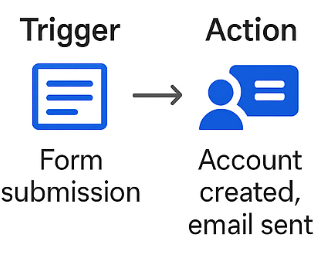 Trigger
Action
Form
submission
Account
created,
email sent